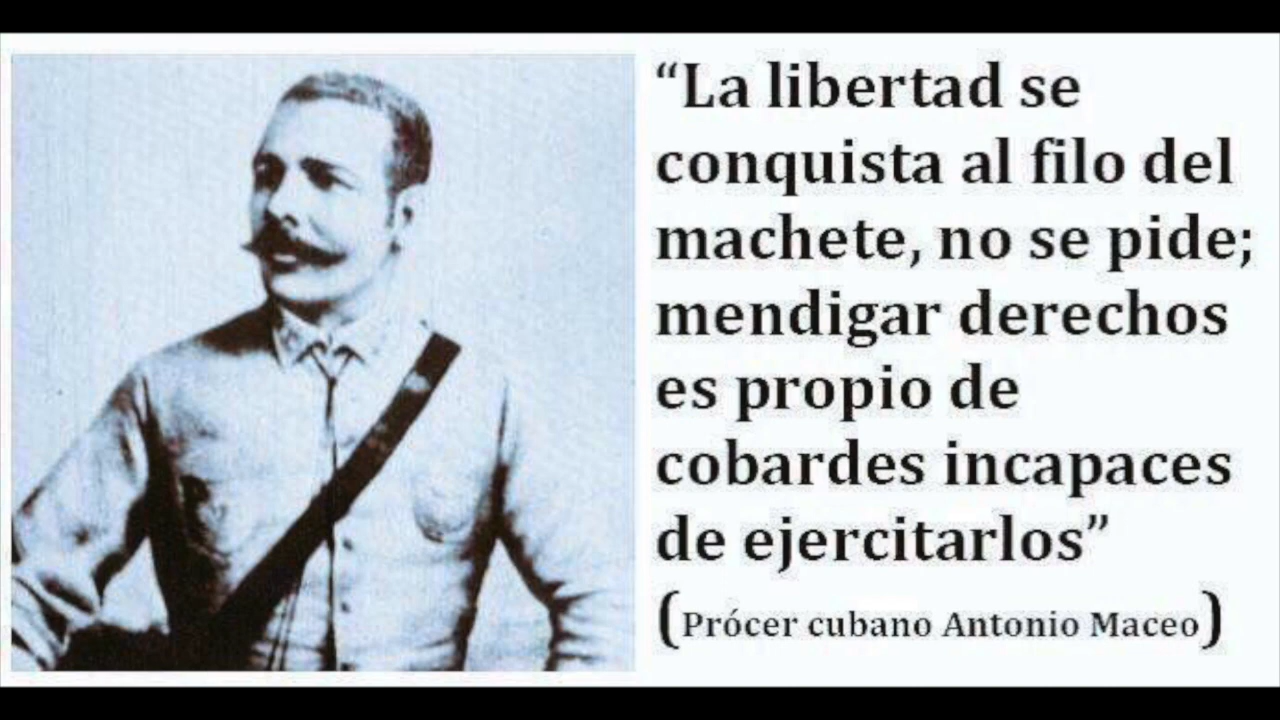 “La libertad se
conquista al filo del
machete, no se pide;
mendigar derechos
es propio de
cobardes incapaces
de ejercitarlos”
(Prócer cubano Antonio Maceo)